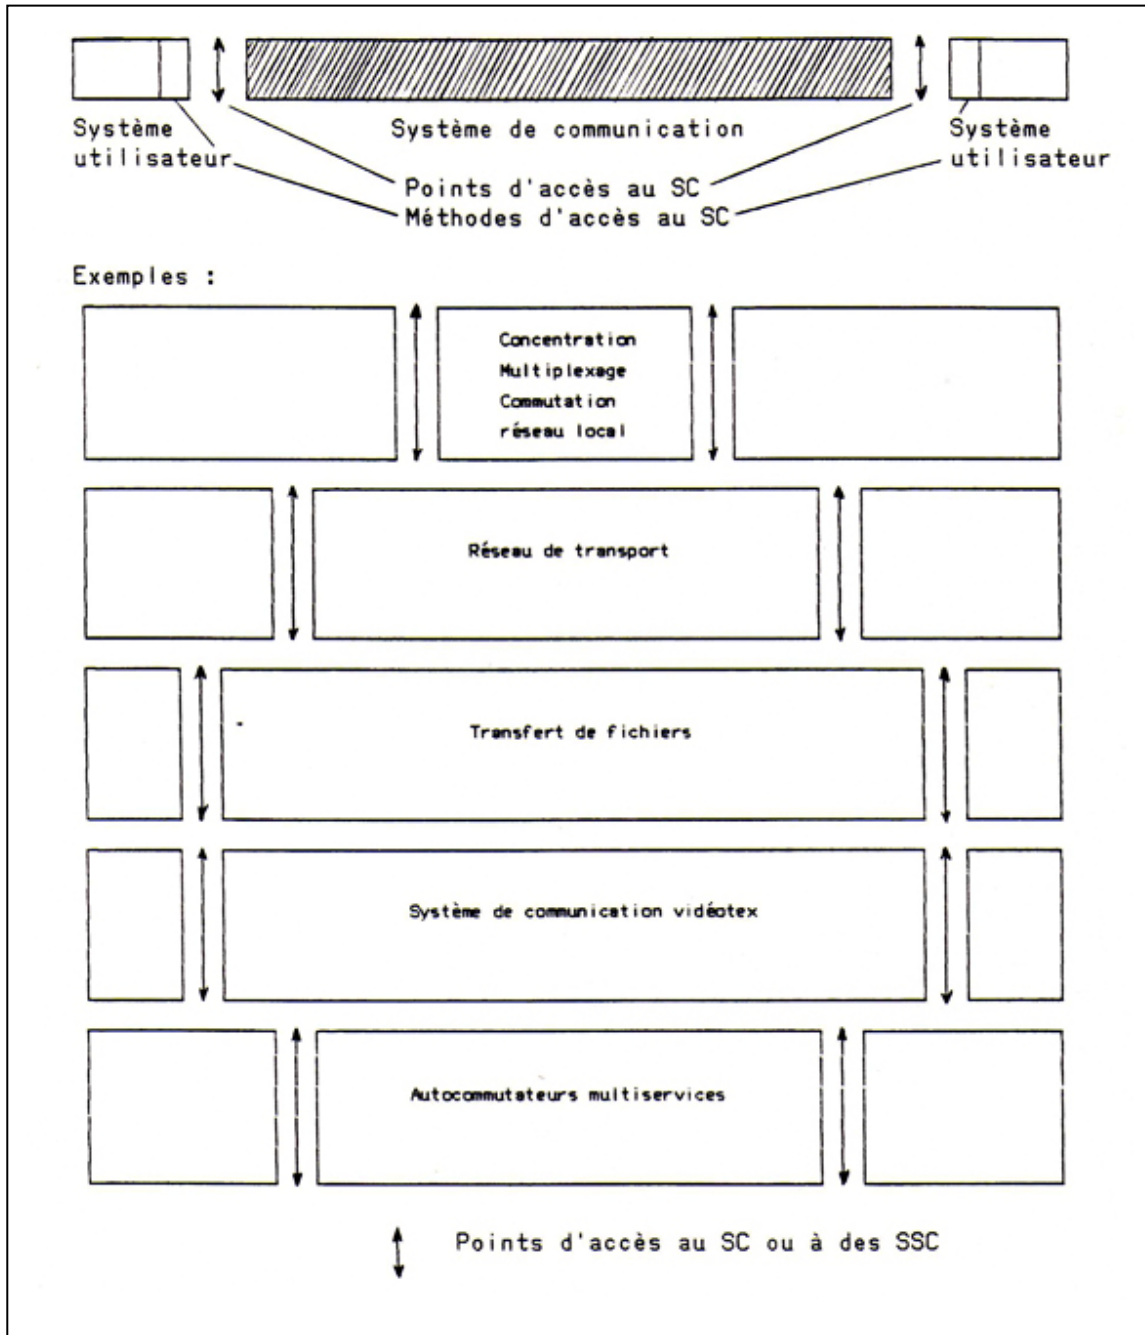 Système utilisateur
Système de communication
Système utilisateur
Points d'accès au SC
Méthodes d'accès au SC
Exemples :
Concentration
Multiplexage
Commutation
réseau local
Réseau de transport
Transfert de fichiers
Système de communication vidéotex
Autocommutateurs multiservices
Points d'accès au SC ou à des SSC